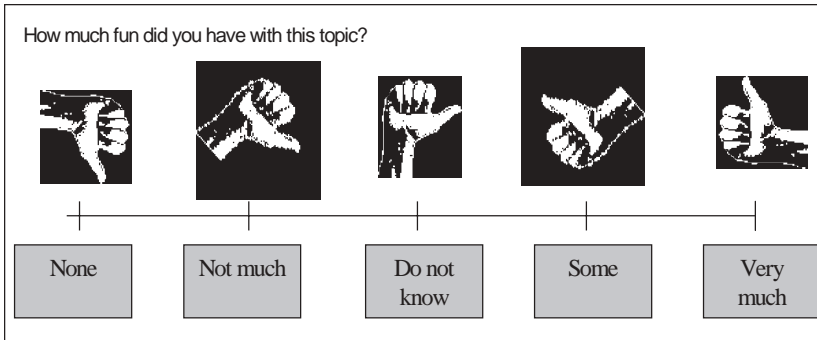 How much fun did you have with this topic?
None
Not much
Do not
know
Some
Very
much